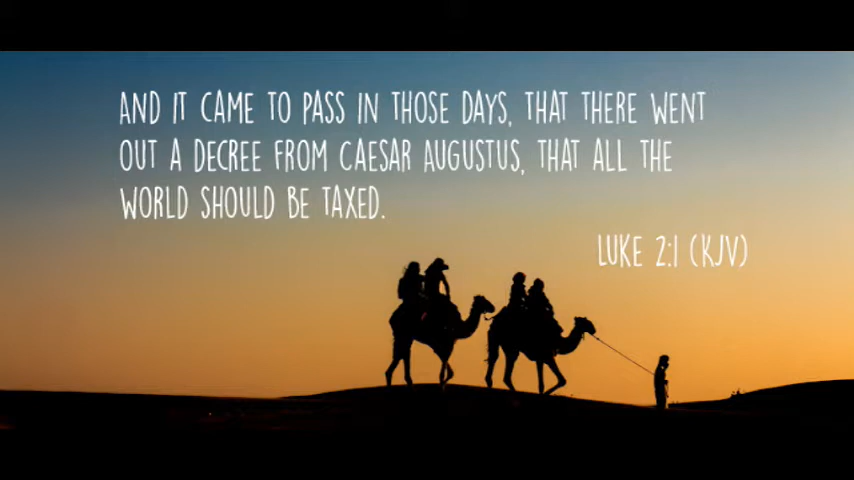 AND IT CAME TO PASS IN THOSE DAYS, THAT THERE WENT
OUT A DECREE FROM CAESAR AUGUSTUS, THAT ALL THE
WORLD SHOULD BE TAXED.
LUKE 2:1 (KJV)